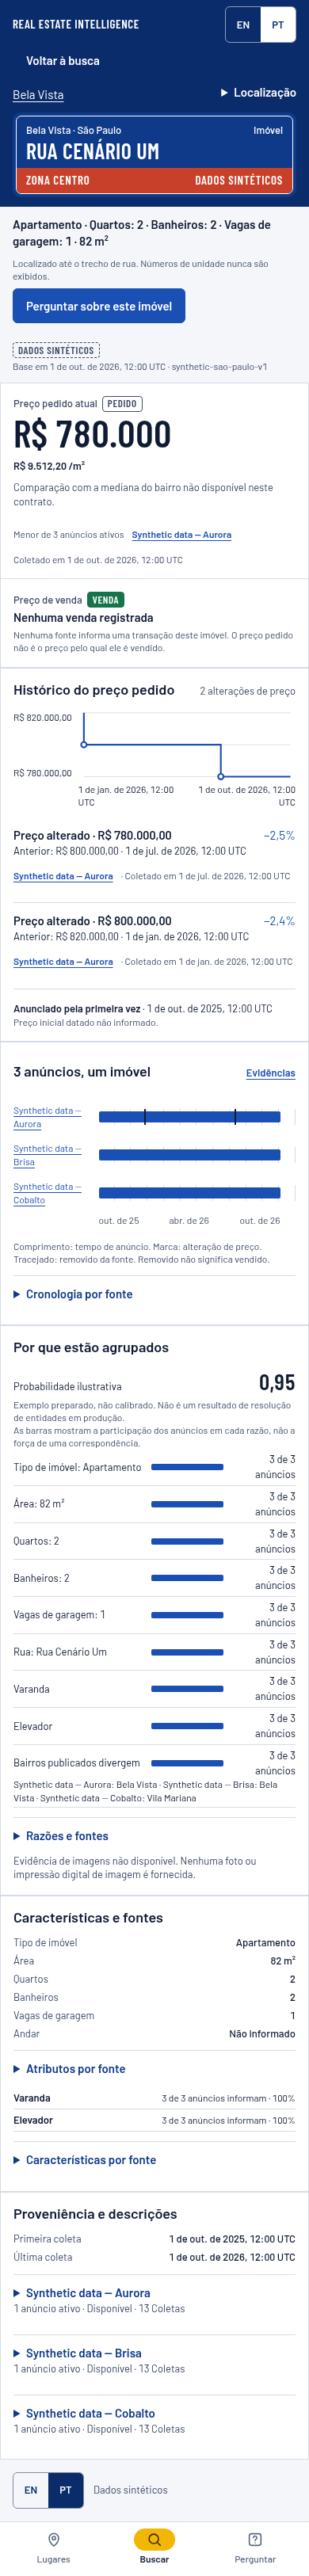 REAL ESTATE INTELLIGENCE
EN PT
Voltar à busca
Bela Vista
Localização
Bela Vista · São Paulo Imóvel
RUA CENÁRIO UM
ZONA CENTRO DADOS SINTÉTICOS
Apartamento · Quartos: 2 · Banheiros: 2 · Vagas de
garagem: 1 · 82 m²
Localizado até o trecho de rua. Números de unidade nunca são
exibidos.
Perguntar sobre este imóvel
DADOS SINTÉTICOS
Base em 1 de out. de 2026, 12:00 UTC · synthetic-sao-paulo-v1
Preço pedido atual PEDIDO
R$ 780.000
R$ 9.512,20 /m²
Comparação com a mediana do bairro não disponível neste
contrato.
Menor de 3 anúncios ativos Synthetic data — Aurora
Coletado em 1 de out. de 2026, 12:00 UTC
Preço de venda VENDA
Nenhuma venda registrada
Nenhuma fonte informa uma transação deste imóvel. O preço pedido
não é o preço pelo qual ele é vendido.
Histórico do preço pedido 2 alterações de preço
R$ 820.000,00
R$ 780.000,00
1 de jan. de 2026, 12:00
UTC
1 de out. de 2026, 12:00
UTC
Preço alterado · R$ 780.000,00 −2,5%
Anterior: R$ 800.000,00 · 1 de jul. de 2026, 12:00 UTC
Synthetic data — Aurora · Coletado em 1 de jul. de 2026, 12:00 UTC
Preço alterado · R$ 800.000,00 −2,4%
Anterior: R$ 820.000,00 · 1 de jan. de 2026, 12:00 UTC
Synthetic data — Aurora · Coletado em 1 de jan. de 2026, 12:00 UTC
Anunciado pela primeira vez · 1 de out. de 2025, 12:00 UTC
Preço inicial datado não informado.
3 anúncios, um imóvel Evidências
Synthetic data —
Aurora
Synthetic data —
Brisa
Synthetic data —
Cobalto
out. de 25 abr. de 26 out. de 26
Comprimento: tempo de anúncio. Marca: alteração de preço.
Tracejado: removido da fonte. Removido não significa vendido.
Cronologia por fonte
Por que estão agrupados
Probabilidade ilustrativa 0,95
Exemplo preparado, não calibrado. Não é um resultado de resolução
de entidades em produção.
As barras mostram a participação dos anúncios em cada razão, não a
força de uma correspondência.
Tipo de imóvel: Apartamento 3 de 3
anúncios
Área: 82 m² 3 de 3
anúncios
Quartos: 2 3 de 3
anúncios
Banheiros: 2 3 de 3
anúncios
Vagas de garagem: 1 3 de 3
anúncios
Rua: Rua Cenário Um 3 de 3
anúncios
Varanda 3 de 3
anúncios
Elevador 3 de 3
anúncios
Bairros publicados divergem 3 de 3
anúncios
Synthetic data — Aurora: Bela Vista · Synthetic data — Brisa: Bela
Vista · Synthetic data — Cobalto: Vila Mariana
Razões e fontes
Evidência de imagens não disponível. Nenhuma foto ou
impressão digital de imagem é fornecida.
Características e fontes
Tipo de imóvel Apartamento
Área 82 m²
Quartos 2
Banheiros 2
Vagas de garagem 1
Andar Não informado
Atributos por fonte
Varanda 3 de 3 anúncios informam · 100%
Elevador 3 de 3 anúncios informam · 100%
Características por fonte
Proveniência e descrições
Primeira coleta 1 de out. de 2025, 12:00 UTC
Última coleta 1 de out. de 2026, 12:00 UTC
Synthetic data — Aurora
1 anúncio ativo · Disponível · 13 Coletas
Synthetic data — Brisa
1 anúncio ativo · Disponível · 13 Coletas
Synthetic data — Cobalto
1 anúncio ativo · Disponível · 13 Coletas
EN PT Dados sintéticos
Lugares Buscar Perguntar